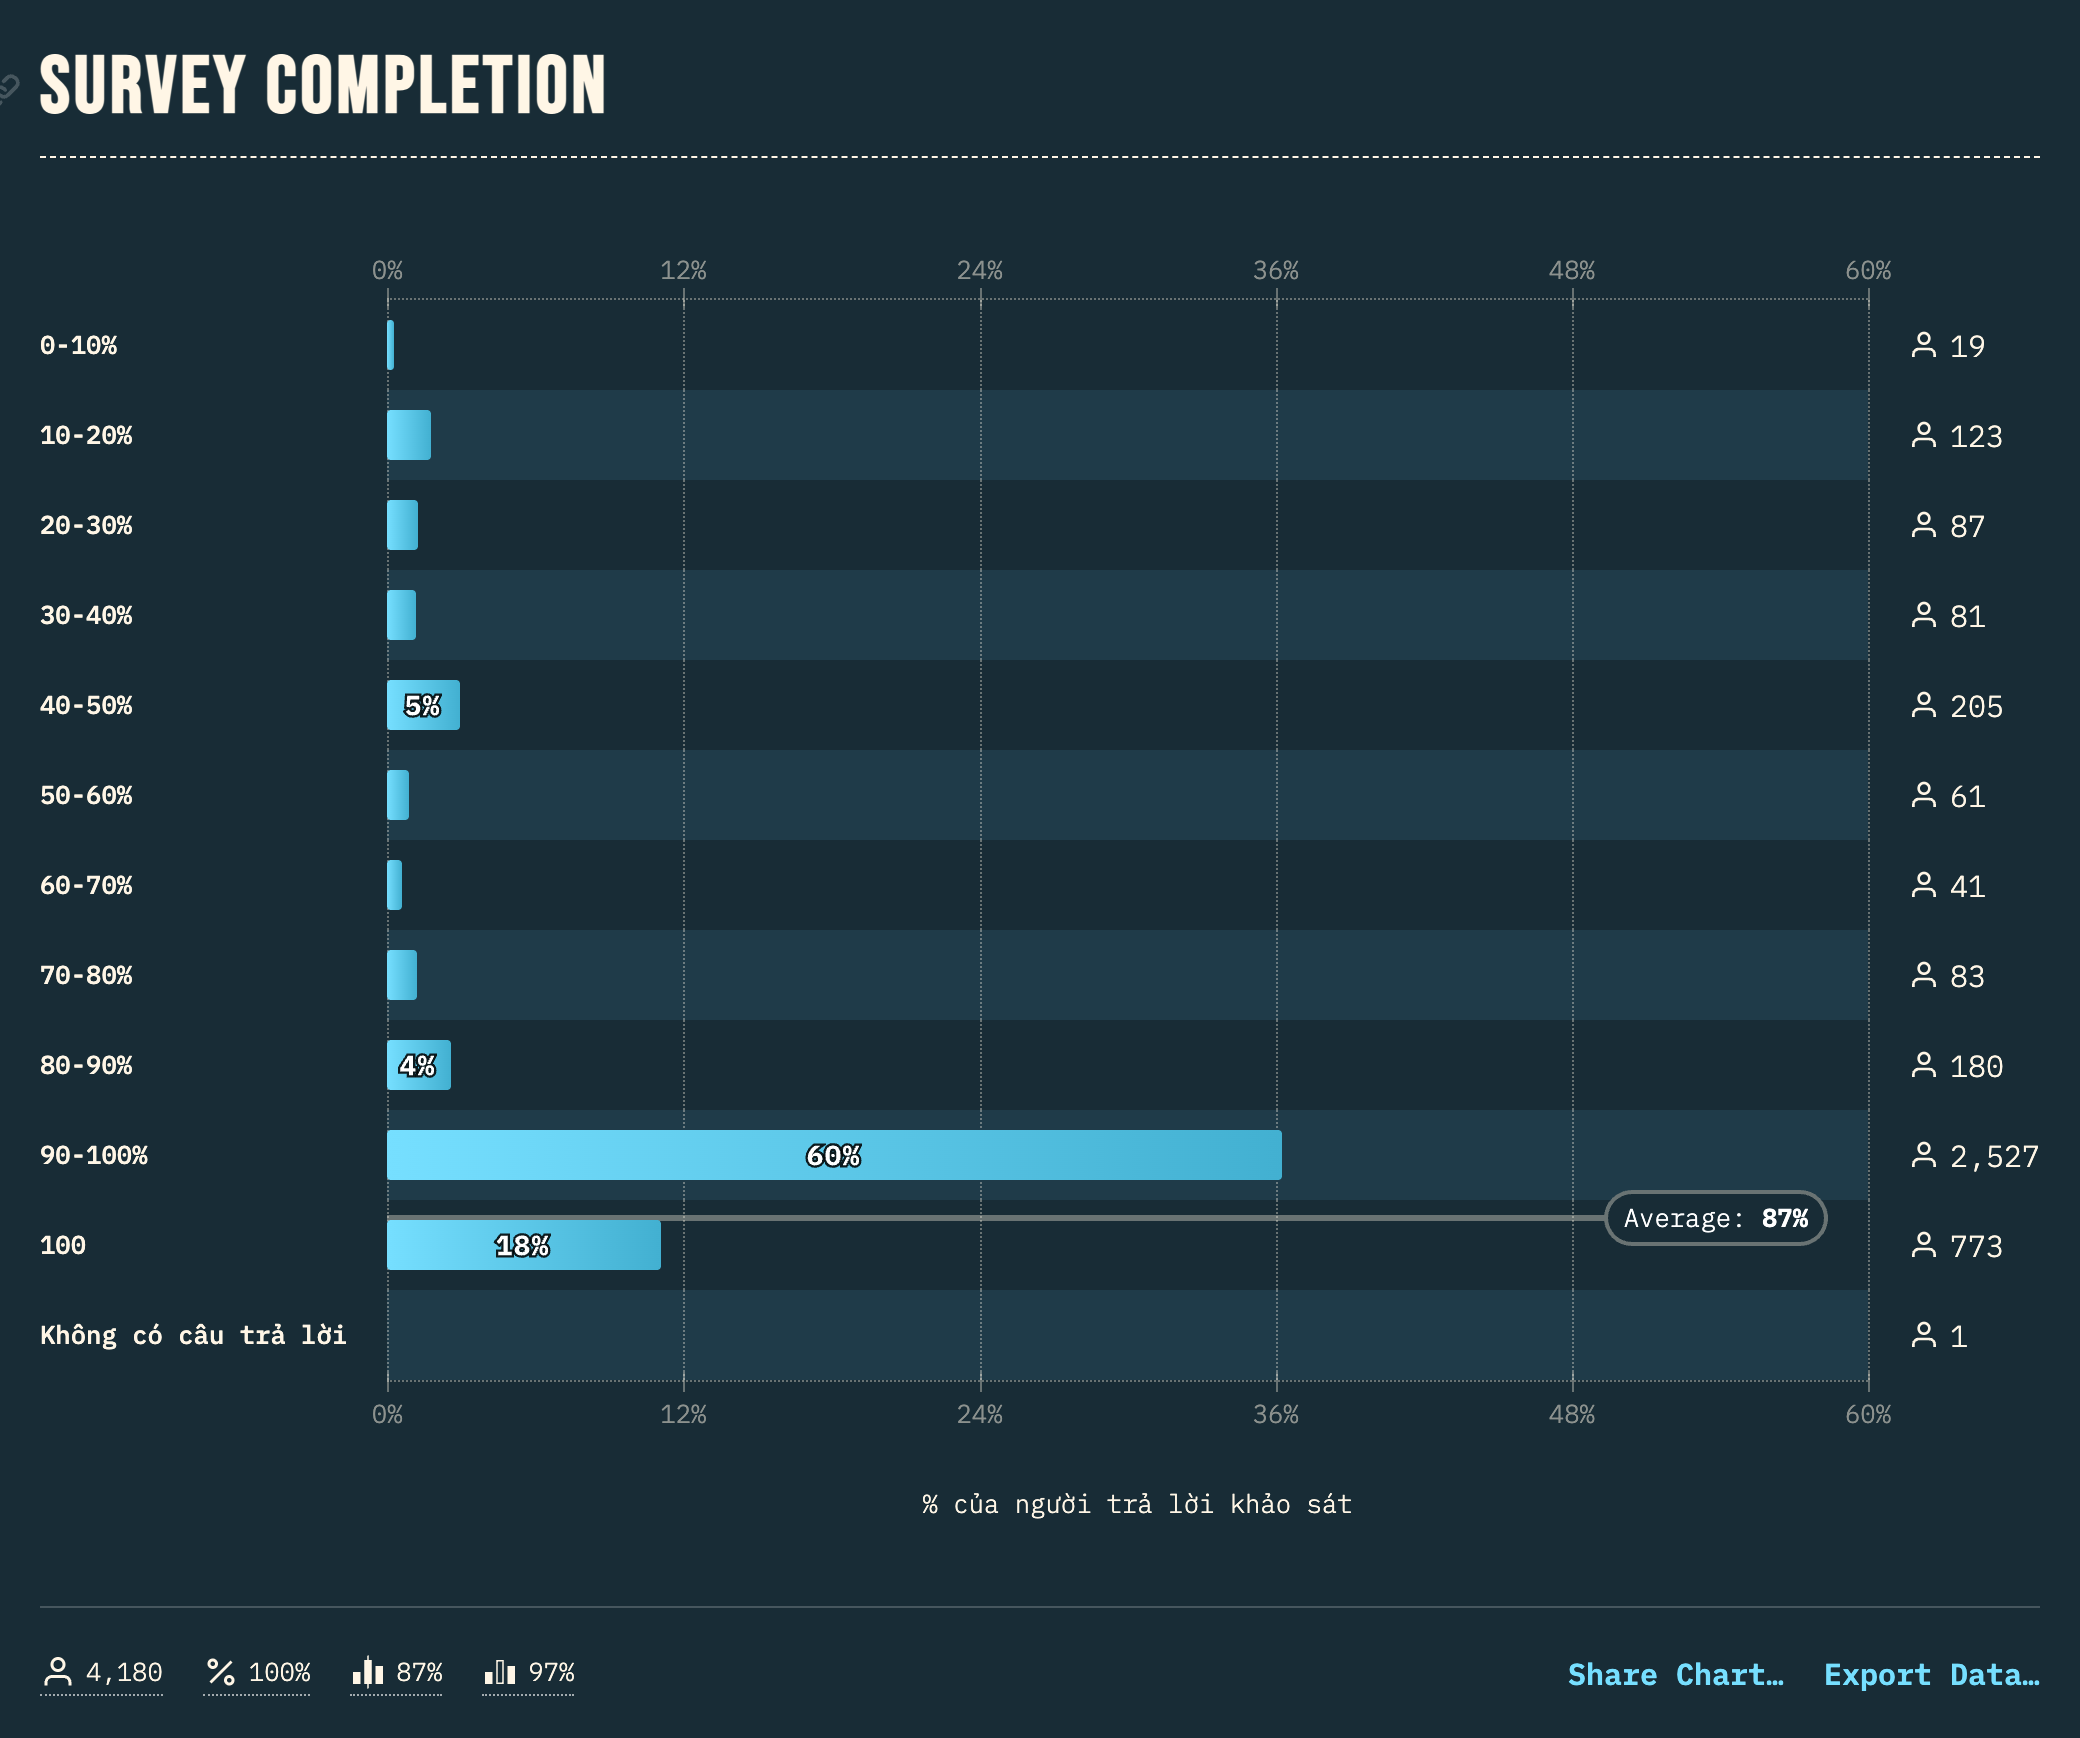 SURVEY COMPLETION
0% 12% 24% 36% 48% 60%
0-10% 19
10-20% 123
20-30% 87
30-40% 81
40-50% 5% 205
50-60% 61
60-70% 41
70-80% 83
80-90% 4% 180
90-100% 60% 2,527
Average: 87%
100 18% 773
Không có câu trả lời 1
0% 12% 24% 36% 48% 60%
% của người trả lời khảo sát
4,180 100% 87% 97% Share Chart… Export Data…